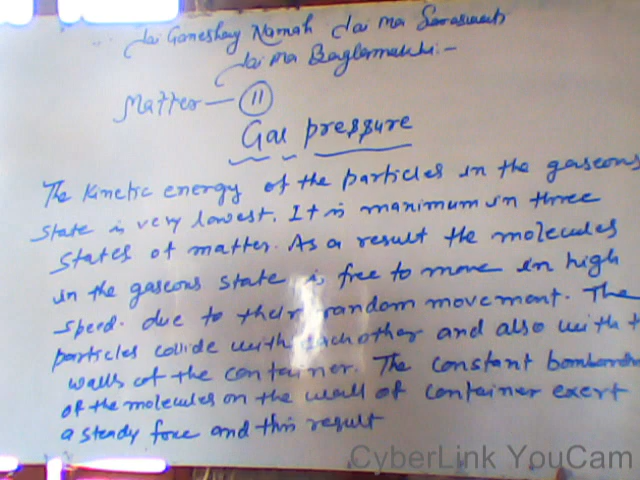 Jai Ganeshay Namah Jai Ma Saraswati
Jai Ma Baglamukhi:-
Matter — 11
Gas pressure
The kinetic energy of the particles in the gaseous
state is very lowest. It is maximum in three
states of matter. As a result the molecules
in the gaseous state is free to move in high
speed. due to their random movement. The
particles collide with each other and also with
walls of the container. The constant
of the molecules on the wall of container exert
a steady force and this result
CyberLink YouCam